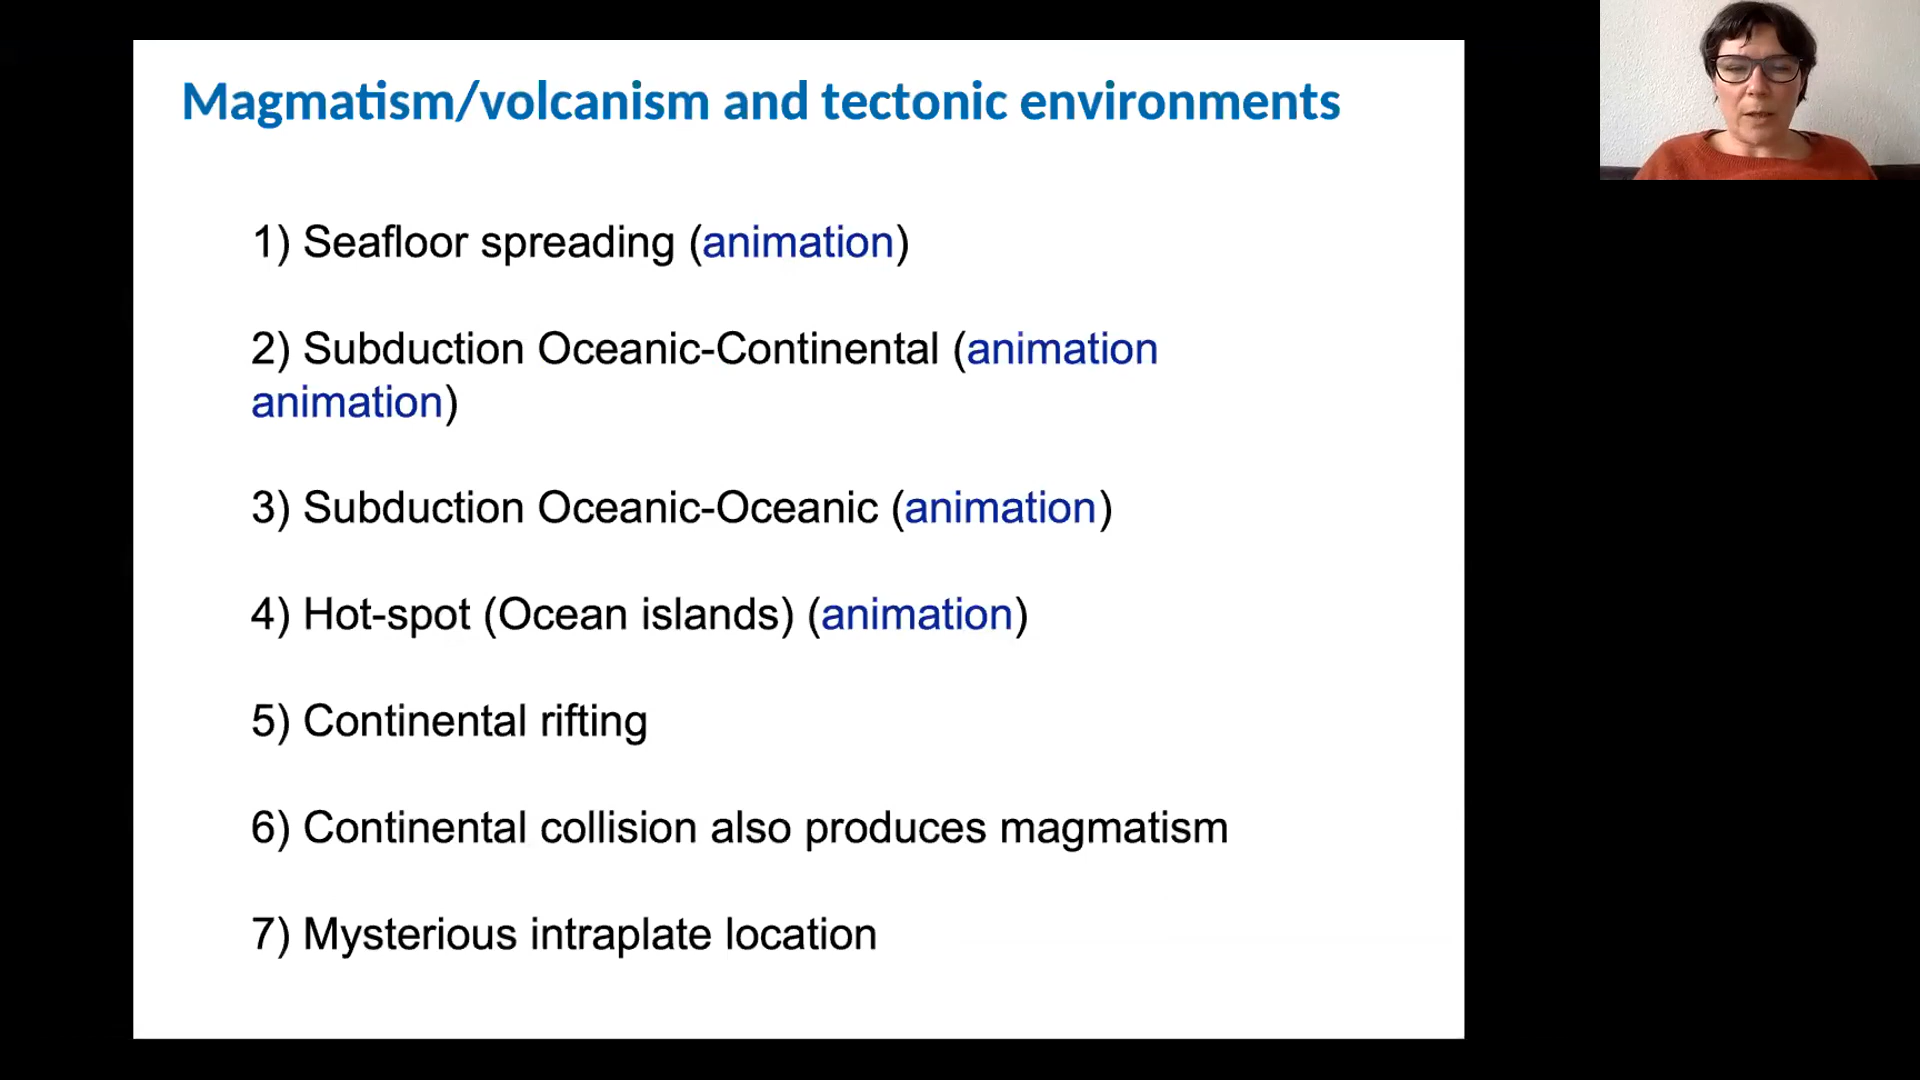 Magmatism/volcanism and tectonic environments
1) Seafloor spreading (animation)
2) Subduction Oceanic-Continental (animation
animation)
3) Subduction Oceanic-Oceanic (animation)
4) Hot-spot (Ocean islands) (animation)
5) Continental rifting
6) Continental collision also produces magmatism
7) Mysterious intraplate location